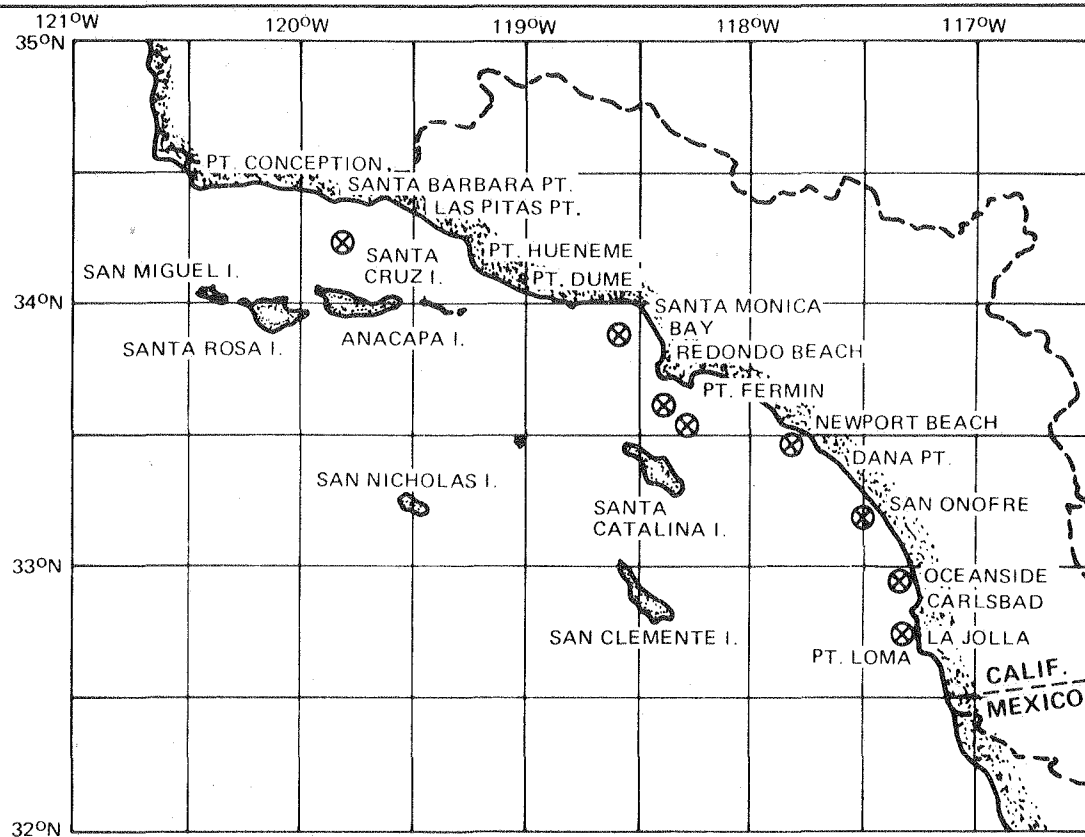 121°W
120°W
119°W
118°W
117°W
35°N
PT. CONCEPTION
SANTA BARBARA PT.
LAS PITAS PT.
SANTA
CRUZ I.
PT. HUENEME
SAN MIGUEL I.
PT. DUME
34°N
SANTA MONICA
BAY
SANTA ROSA I.
ANACAPA I.
REDONDO BEACH
PT. FERMIN
NEWPORT BEACH
DANA PT.
SAN NICHOLAS I.
SANTA
CATALINA I.
SAN ONOFRE
33°N
OCEANSIDE
CARLSBAD
SAN CLEMENTE I.
LA JOLLA
PT. LOMA
CALIF.
MEXICO
32°N